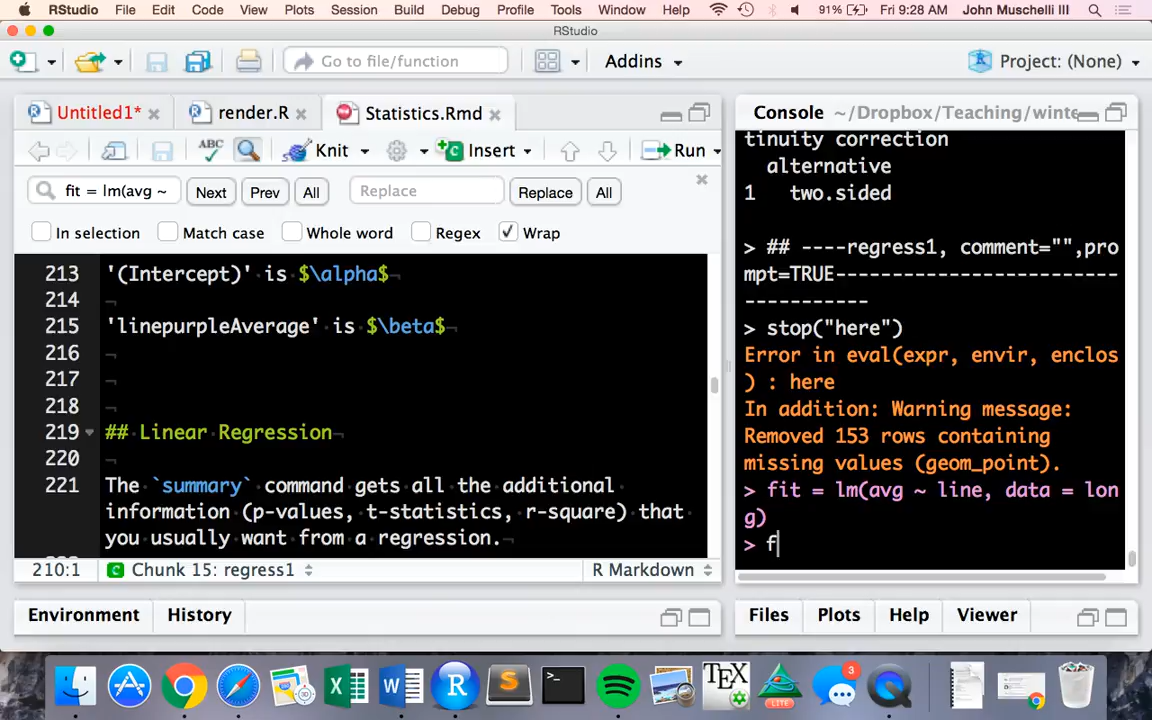 RStudio File Edit Code View Plots Session Build Debug Profile Tools Window Help 91% Fri 9:28 AM John Muschelli III
RStudio
Go to file/function Addins Project: (None)
Untitled1* render.R Statistics.Rmd
ABC Knit Insert Run
fit = lm(avg ~ Next Prev All Replace Replace All
In selection Match case Whole word Regex Wrap
213 '(Intercept)' is $\alpha$
214
215 'linepurpleAverage' is $\beta$
216
217
218
219 ## Linear Regression
220
221 The `summary` command gets all the additional
information (p-values, t-statistics, r-square) that
you usually want from a regression.
210:1 Chunk 15: regress1 R Markdown
Environment History
Console ~/Dropbox/Teaching/winte
tinuity correction
alternative
1 two.sided
> ## ----regress1, comment="",pro
mpt=TRUE--------------------------
-----------
> stop("here")
Error in eval(expr, envir, enclos
) : here
In addition: Warning message:
Removed 153 rows containing
missing values (geom_point).
> fit = lm(avg ~ line, data = lon
g)
> f
Files Plots Help Viewer
X W R S >_ TEX LITE 3